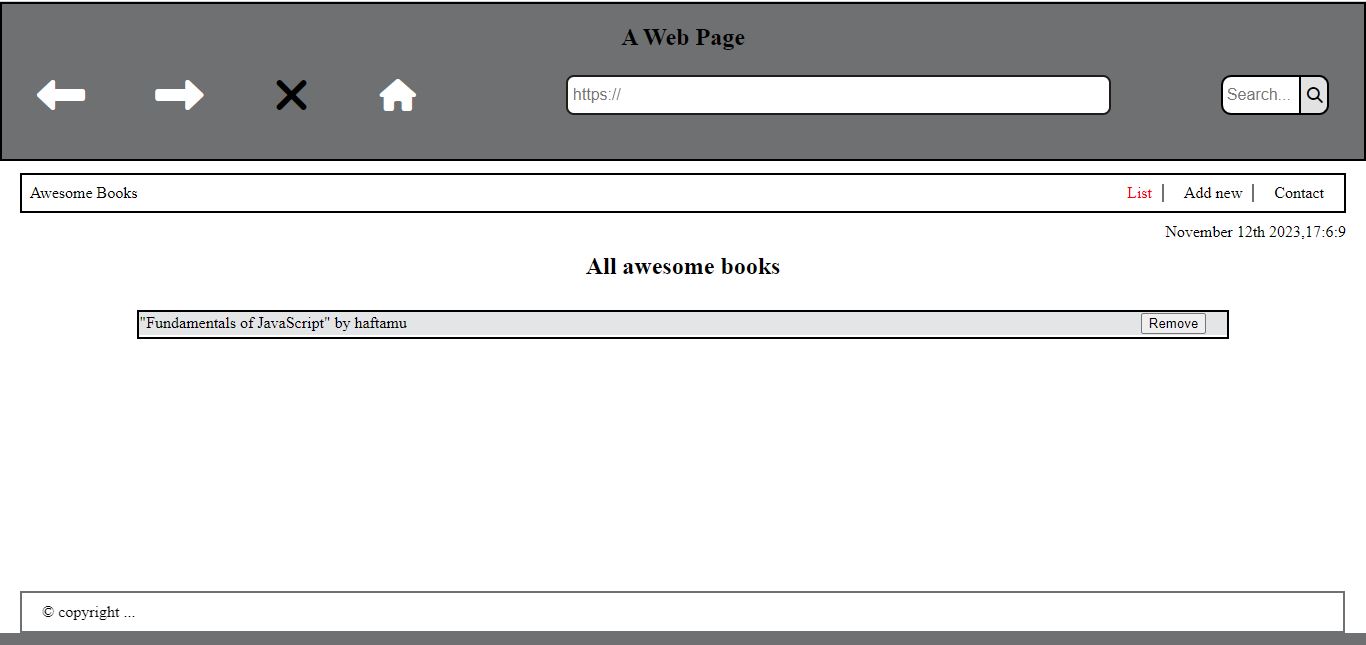 A Web Page
https://
Search...
Awesome Books
List
Add new
Contact
November 12th 2023,17:6:9
All awesome books
"Fundamentals of JavaScript" by haftamu
Remove
© copyright ...